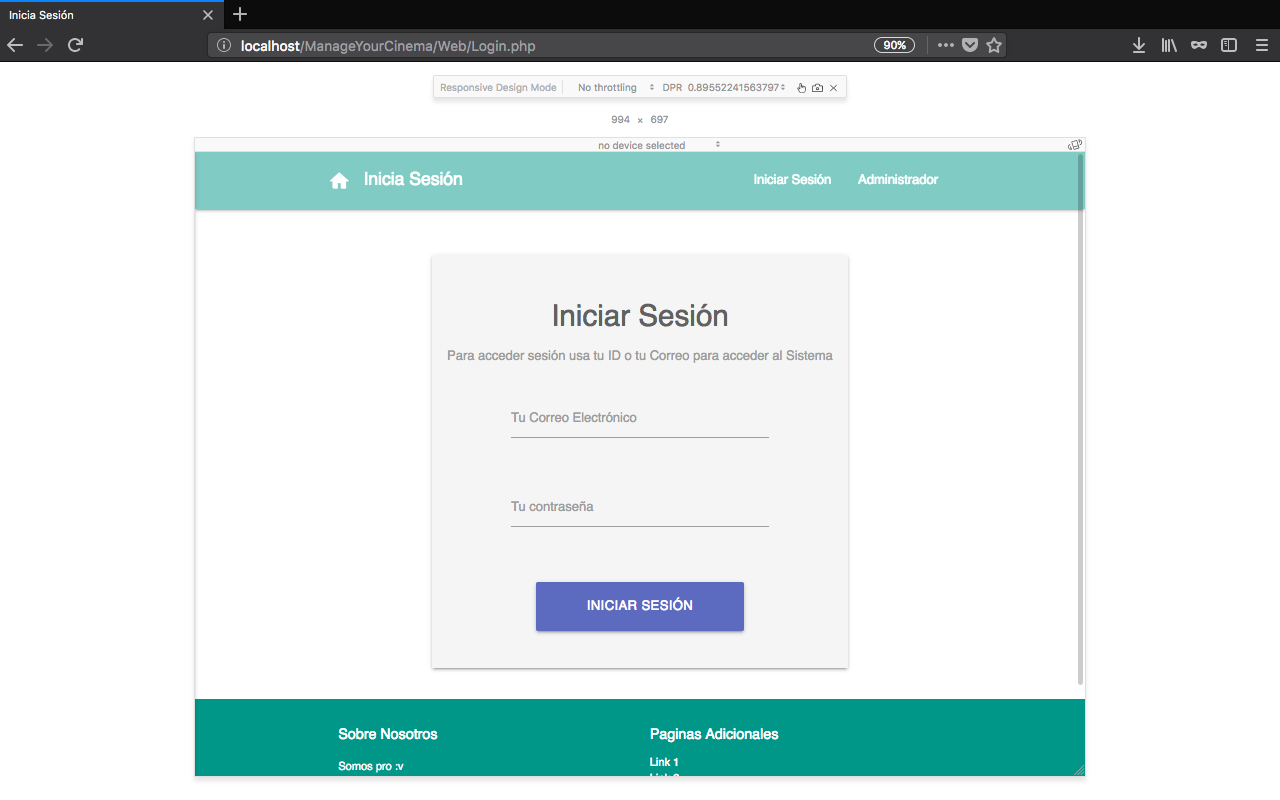 Inicia Sesión
localhost/ManageYourCinema/Web/Login.php
90%
Responsive Design Mode No throttling DPR 0.89552241563797
994 × 697
no device selected
Inicia Sesión Iniciar Sesión Administrador
Iniciar Sesión
Para acceder sesión usa tu ID o tu Correo para acceder al Sistema
Tu Correo Electrónico
Tu contraseña
INICIAR SESIÓN
Sobre Nosotros Paginas Adicionales
Somos pro :v Link 1